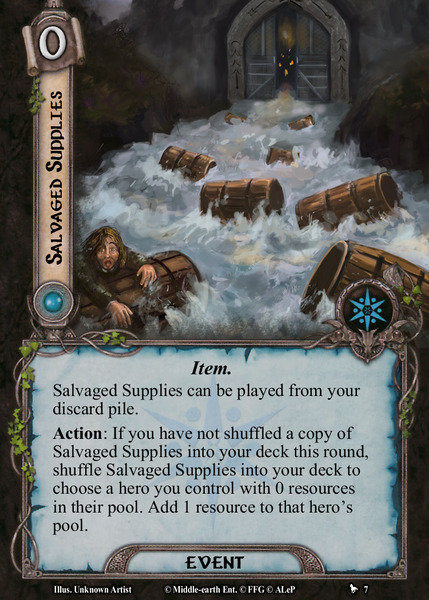 0
SALVAGED SUPPLIES
Item.
Salvaged Supplies can be played from your
discard pile.
Action: If you have not shuffled a copy of
Salvaged Supplies into your deck this round,
shuffle Salvaged Supplies into your deck to
choose a hero you control with 0 resources
in their pool. Add 1 resource to that hero's
pool.
EVENT
Illus. Unknown Artist © Middle-earth Ent. © FFG © ALeP 7